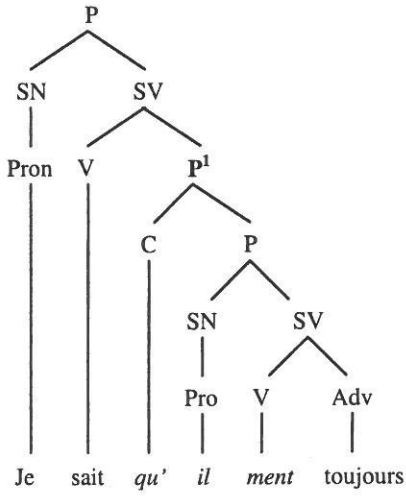 P
SN SV
Pron V P¹
C P
SN SV
Pro V Adv
Je sait qu' il ment toujours